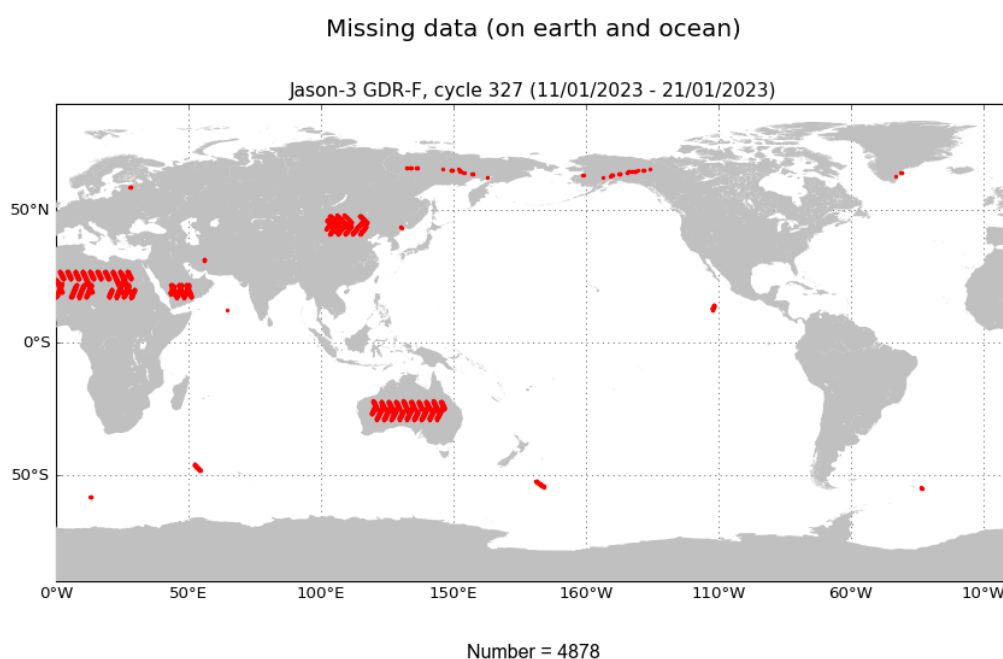 Missing data (on earth and ocean)
Jason-3 GDR-F, cycle 327 (11/01/2023 - 21/01/2023)
50°N
0°S
50°S
0°W 50°E 100°E 150°E 160°W 110°W 60°W 10°W
Number = 4878